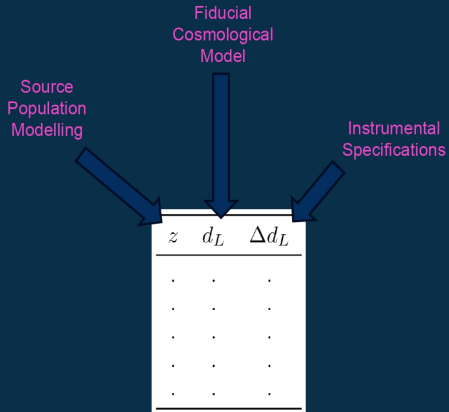 Fiducial
Cosmological
Model
Source
Population
Modelling
Instrumental
Specifications
z d_L Δd_L
. . .
. . .
. . .
. . .
. . .